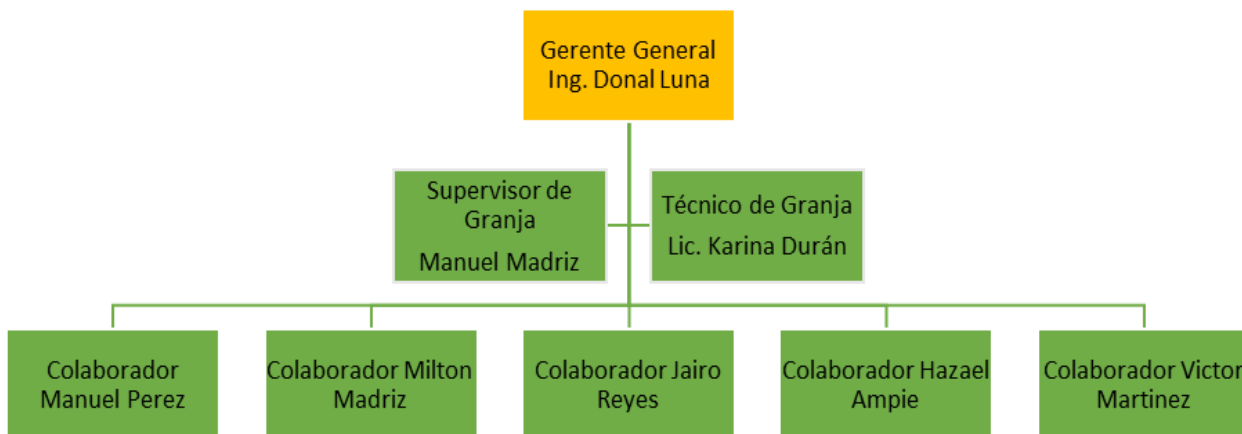 Gerente General
Ing. Donal Luna
Supervisor de
Granja
Manuel Madriz
Técnico de Granja
Lic. Karina Durán
Colaborador
Manuel Perez
Colaborador Milton
Madriz
Colaborador Jairo
Reyes
Colaborador Hazael
Ampie
Colaborador Victor
Martinez